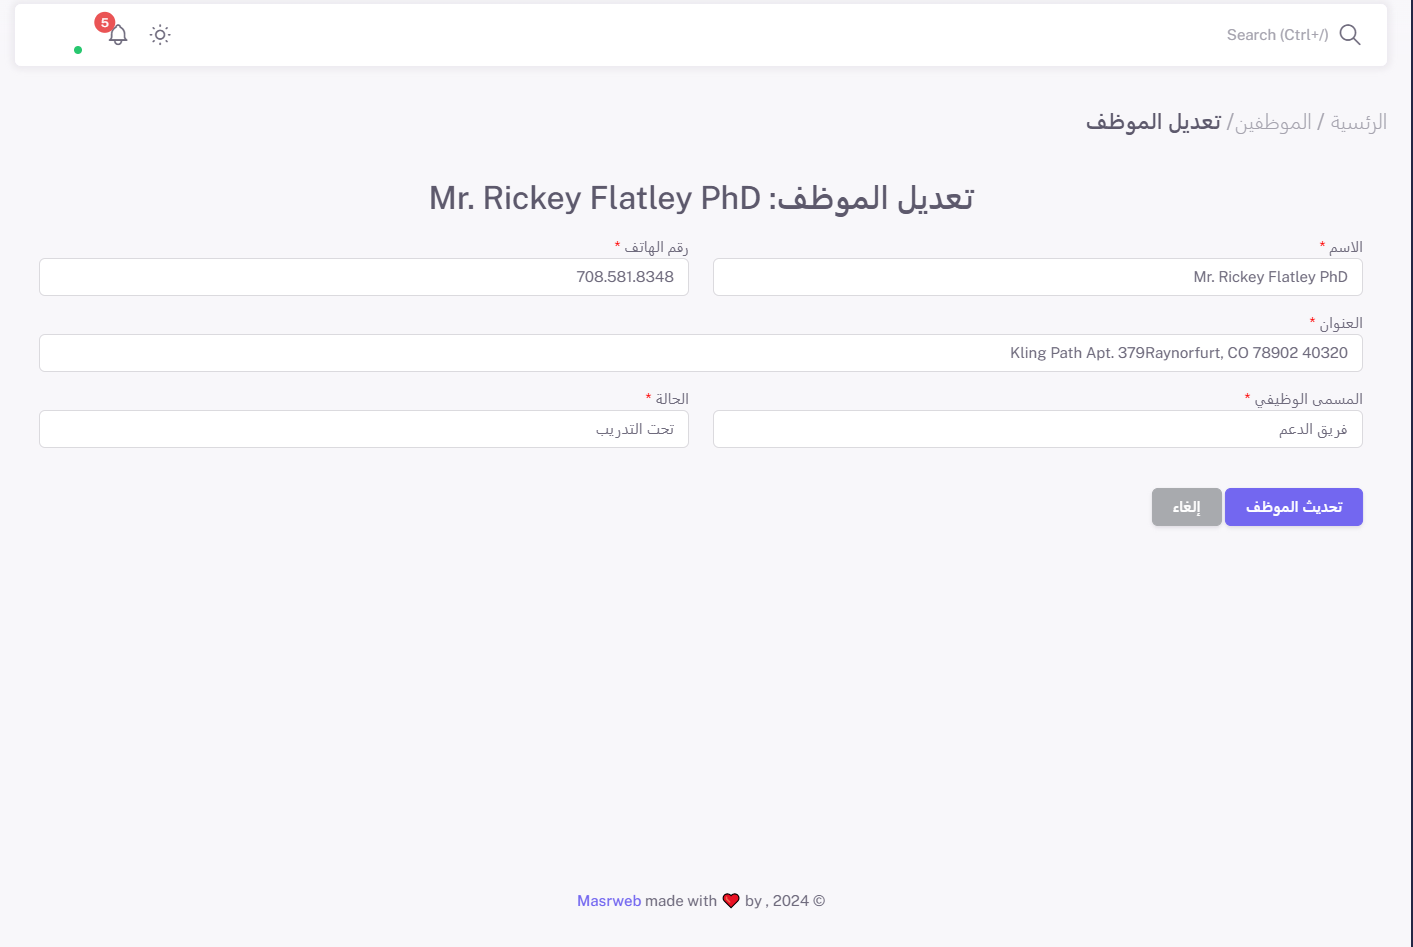 Search (Ctrl+/)
5
الرئسية / الموظفين/ تعديل الموظف
تعديل الموظف: Mr. Rickey Flatley PhD
الاسم *
رقم الهاتف *
Mr. Rickey Flatley PhD
708.581.8348
العنوان *
Kling Path Apt. 379Raynorfurt, CO 78902 40320
المسمى الوظيفي *
الحالة *
فريق الدعم
تحت التدريب
تحديث الموظف
إلغاء
Masrweb made with ❤️ by , 2024 ©